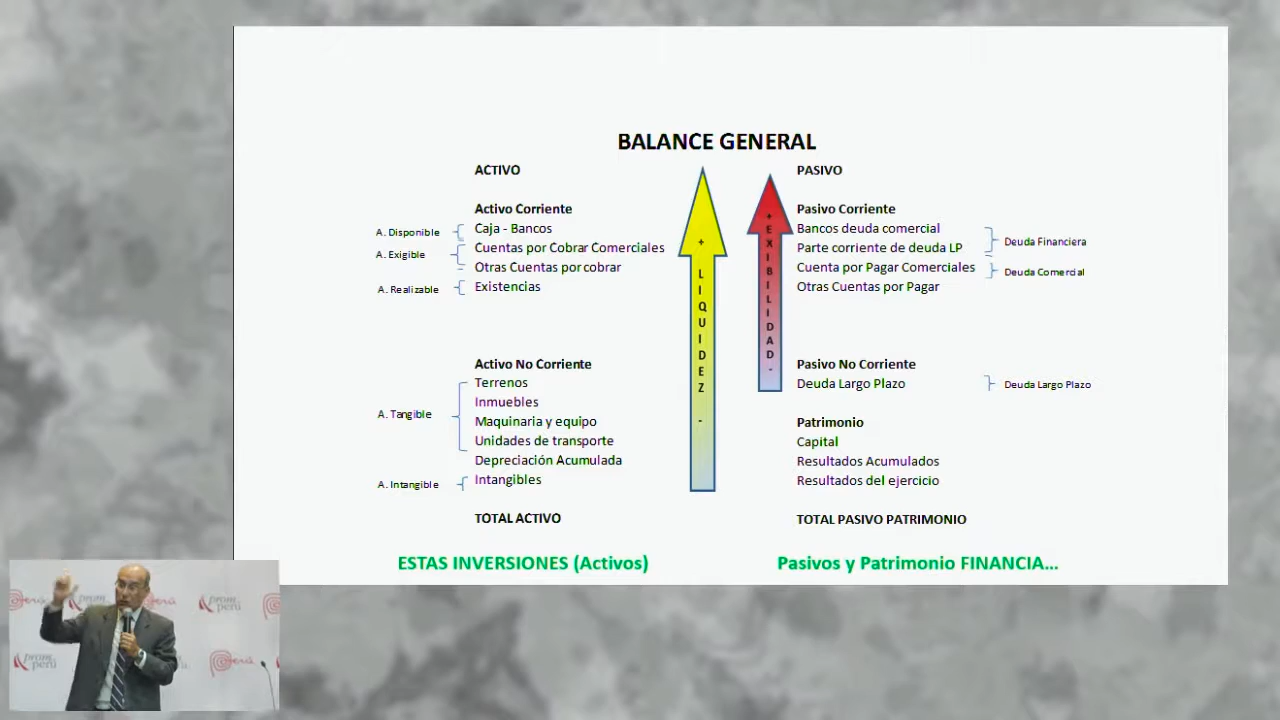 BALANCE GENERAL
ACTIVO
Activo Corriente
A. Disponible
Caja - Bancos
Cuentas por Cobrar Comerciales
A. Exigible
Otras Cuentas por cobrar
A. Realizable
Existencias
Activo No Corriente
Terrenos
Inmuebles
A. Tangible
Maquinaria y equipo
Unidades de transporte
Depreciación Acumulada
A. Intangible
Intangibles
TOTAL ACTIVO
ESTAS INVERSIONES (Activos)
+ LIQUIDEZ -
+ EXIBILIDAD -
PASIVO
Pasivo Corriente
Bancos deuda comercial
Parte corriente de deuda LP
Deuda Financiera
Cuenta por Pagar Comerciales
Deuda Comercial
Otras Cuentas por Pagar
Pasivo No Corriente
Deuda Largo Plazo
Deuda Largo Plazo
Patrimonio
Capital
Resultados Acumulados
Resultados del ejercicio
TOTAL PASIVO PATRIMONIO
Pasivos y Patrimonio FINANCIA...
prom
perú
perú